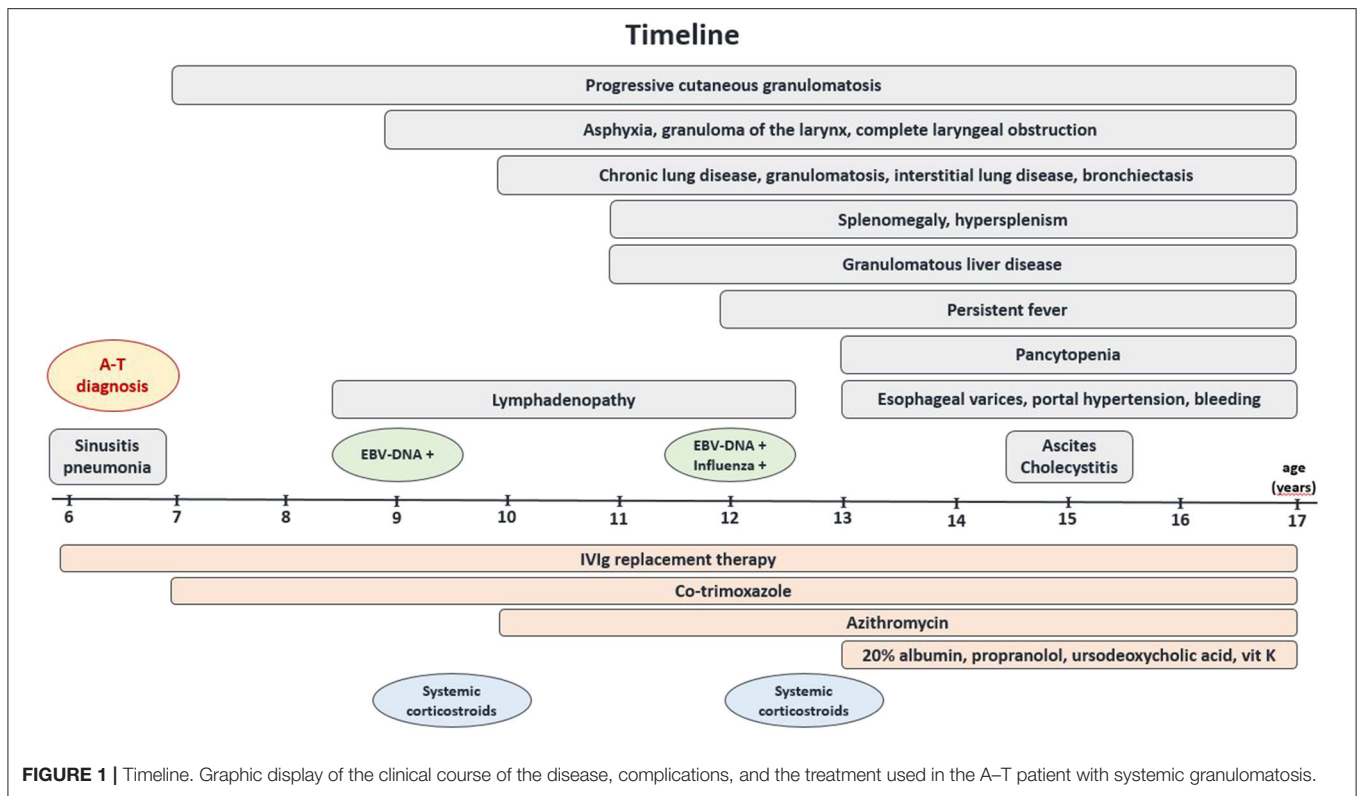 Timeline
Progressive cutaneous granulomatosis
Asphyxia, granuloma of the larynx, complete laryngeal obstruction
Chronic lung disease, granulomatosis, interstitial lung disease, bronchiectasis
Splenomegaly, hypersplenism
Granulomatous liver disease
Persistent fever
A-T
diagnosis
Pancytopenia
Lymphadenopathy
Esophageal varices, portal hypertension, bleeding
Sinusitis
pneumonia
EBV-DNA +
EBV-DNA +
Influenza +
Ascites
Cholecystitis
age
(years)
6 7 8 9 10 11 12 13 14 15 16 17
IVIg replacement therapy
Co-trimoxazole
Azithromycin
20% albumin, propranolol, ursodeoxycholic acid, vit K
Systemic
corticostroids
Systemic
corticostroids
FIGURE 1 | Timeline. Graphic display of the clinical course of the disease, complications, and the treatment used in the A–T patient with systemic granulomatosis.